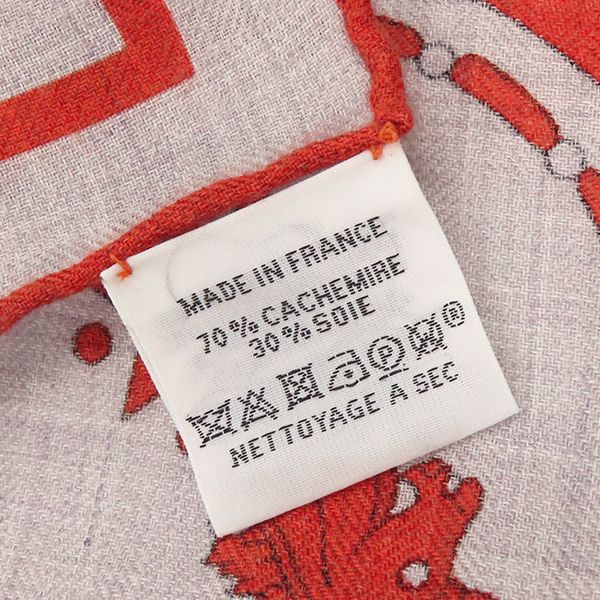 MADE IN FRANCE
70% CACHEMIRE
30% SOIE
P ®
NETTOYAGE A SEC